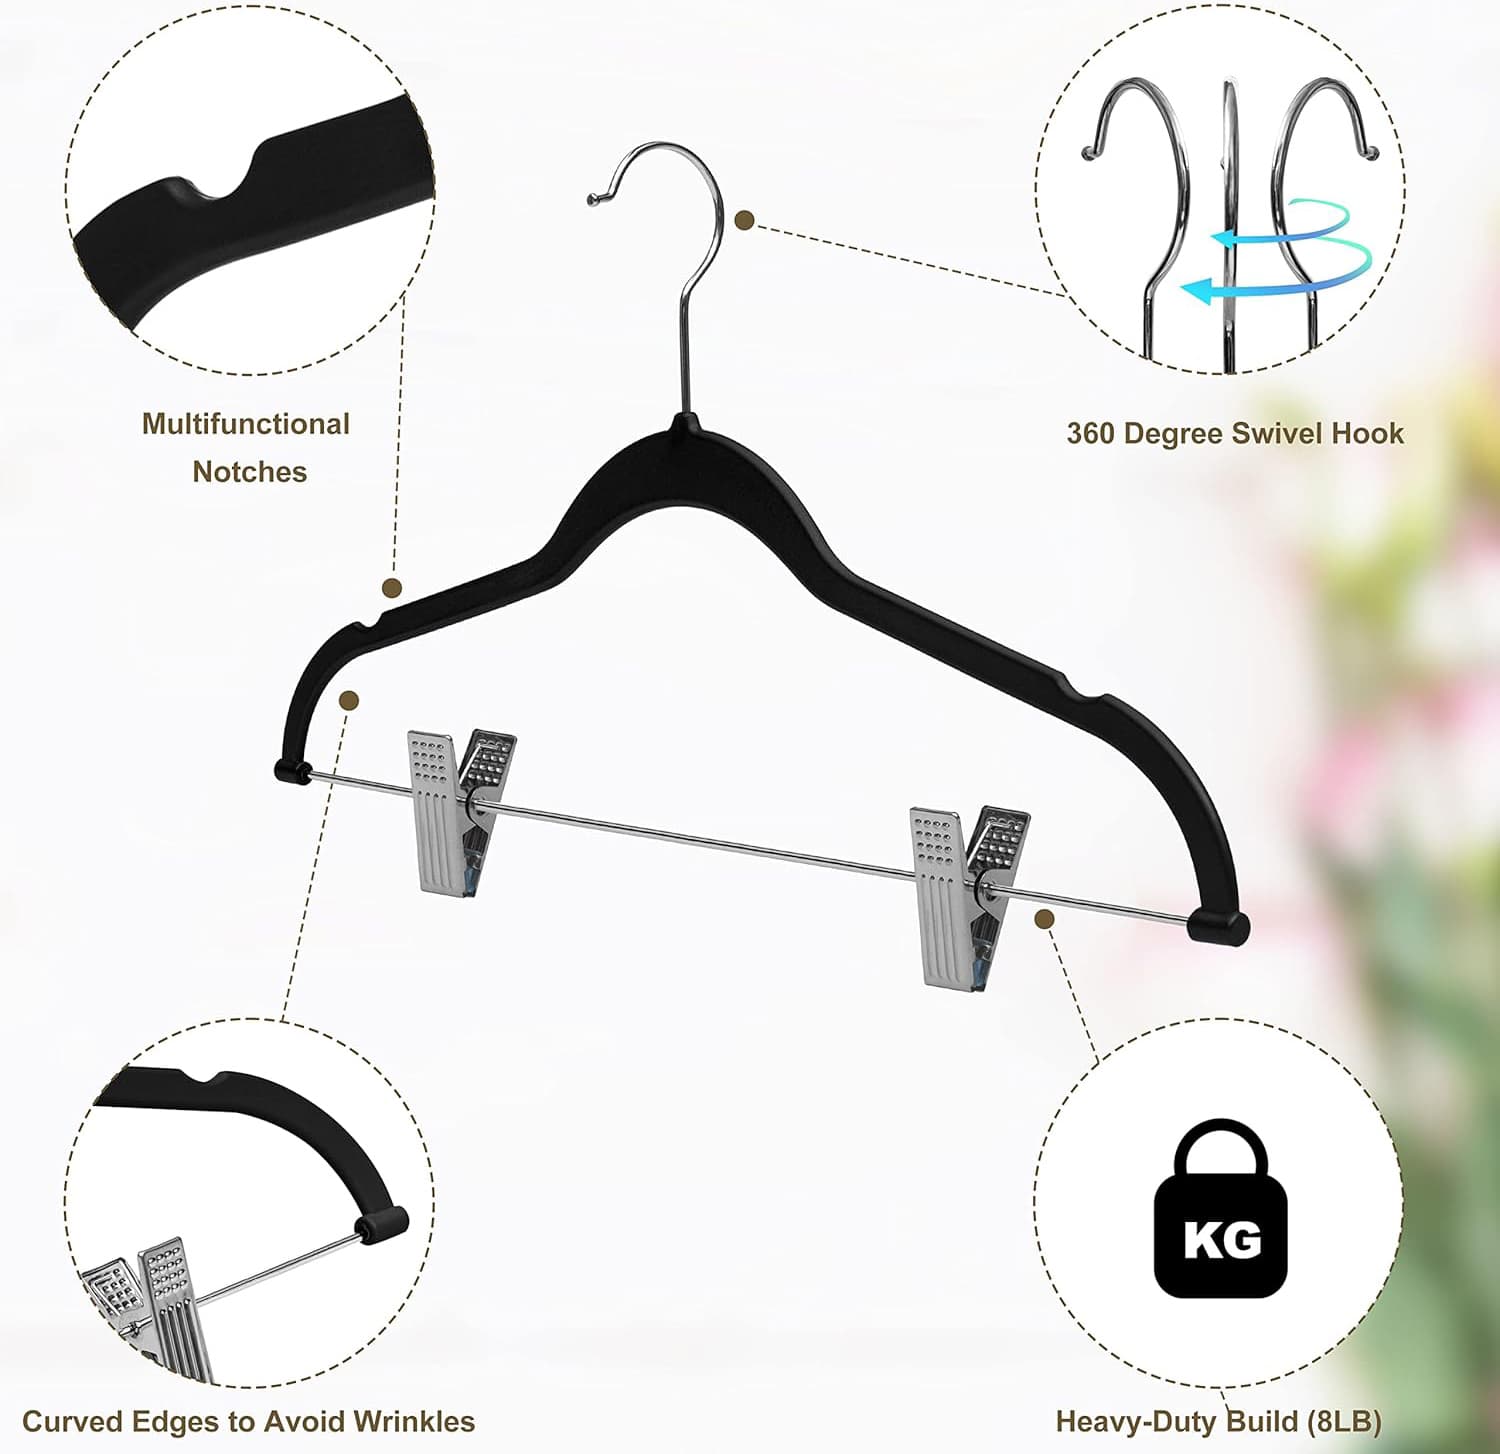 Multifunctional
Notches
360 Degree Swivel Hook
KG
Curved Edges to Avoid Wrinkles
Heavy-Duty Build (8LB)